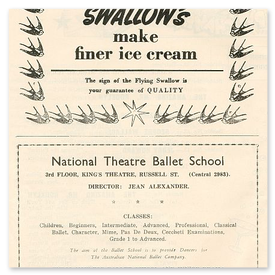 SWALLOW'S
make
finer ice cream
The sign of the Flying Swallow is
your guarantee of QUALITY
National Theatre Ballet School
3rd FLOOR, KING'S THEATRE, RUSSELL ST. (Central 2983).
DIRECTOR: JEAN ALEXANDER.
CLASSES:
Children, Beginners, Intermediate, Advanced, Professional, Classical
Ballet, Character, Mime, Pas De Deux, Cecchetti Examinations,
Grade 1 to Advanced.
The aim of the Ballet School is to provide Dancers for
The Australian National Ballet Company.